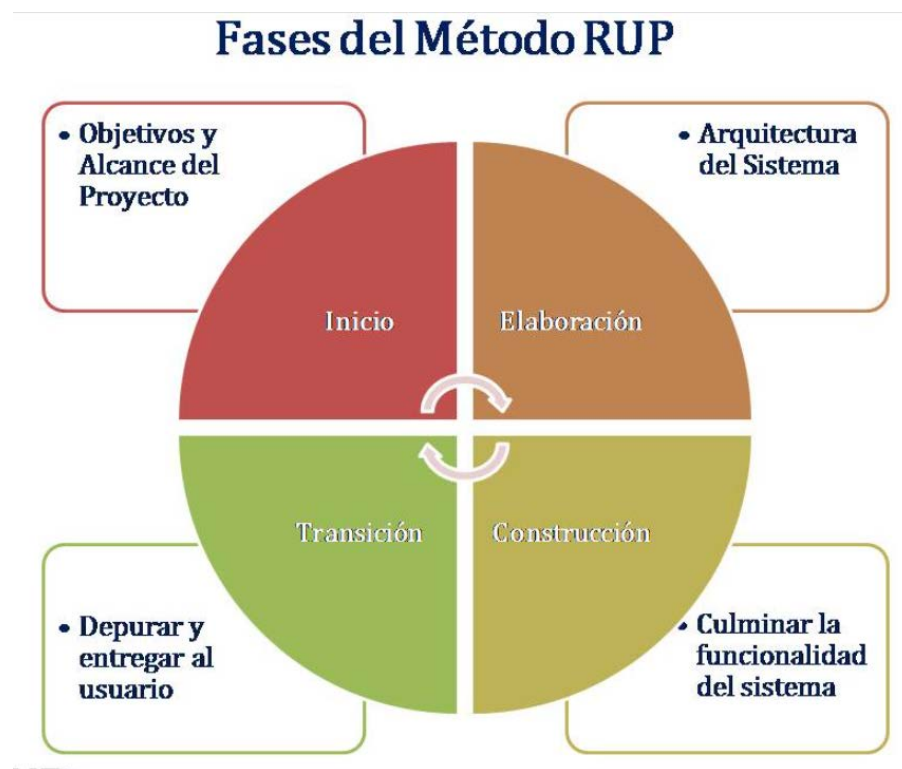 Fases del Método RUP
• Objetivos y
Alcance del
Proyecto
• Arquitectura
del Sistema
Inicio
Elaboración
Transición
Construcción
• Depurar y
entregar al
usuario
• Culminar la
funcionalidad
del sistema